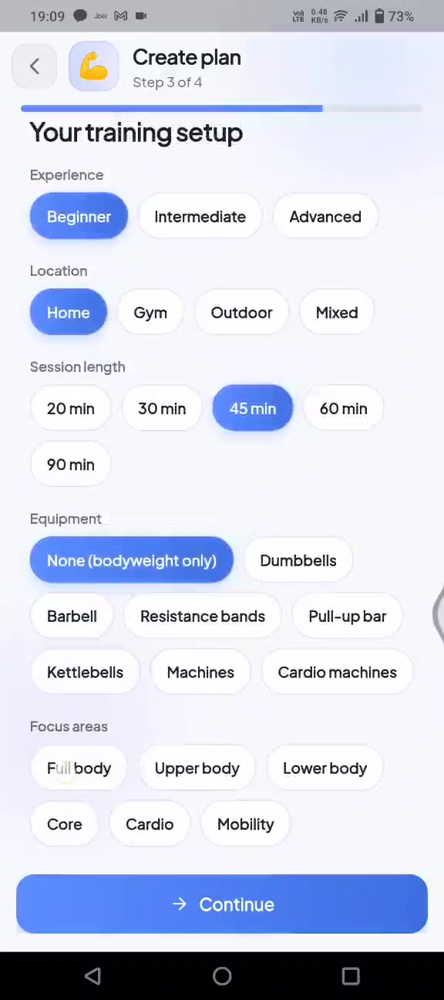 19:09 Jber Voll LTE 0.48 KB/s 73%
Create plan
Step 3 of 4
Your training setup
Experience
Beginner Intermediate Advanced
Location
Home Gym Outdoor Mixed
Session length
20 min 30 min 45 min 60 min
90 min
Equipment
None (bodyweight only) Dumbbells
Barbell Resistance bands Pull-up bar
Kettlebells Machines Cardio machines
Focus areas
Full body Upper body Lower body
Core Cardio Mobility
→ Continue